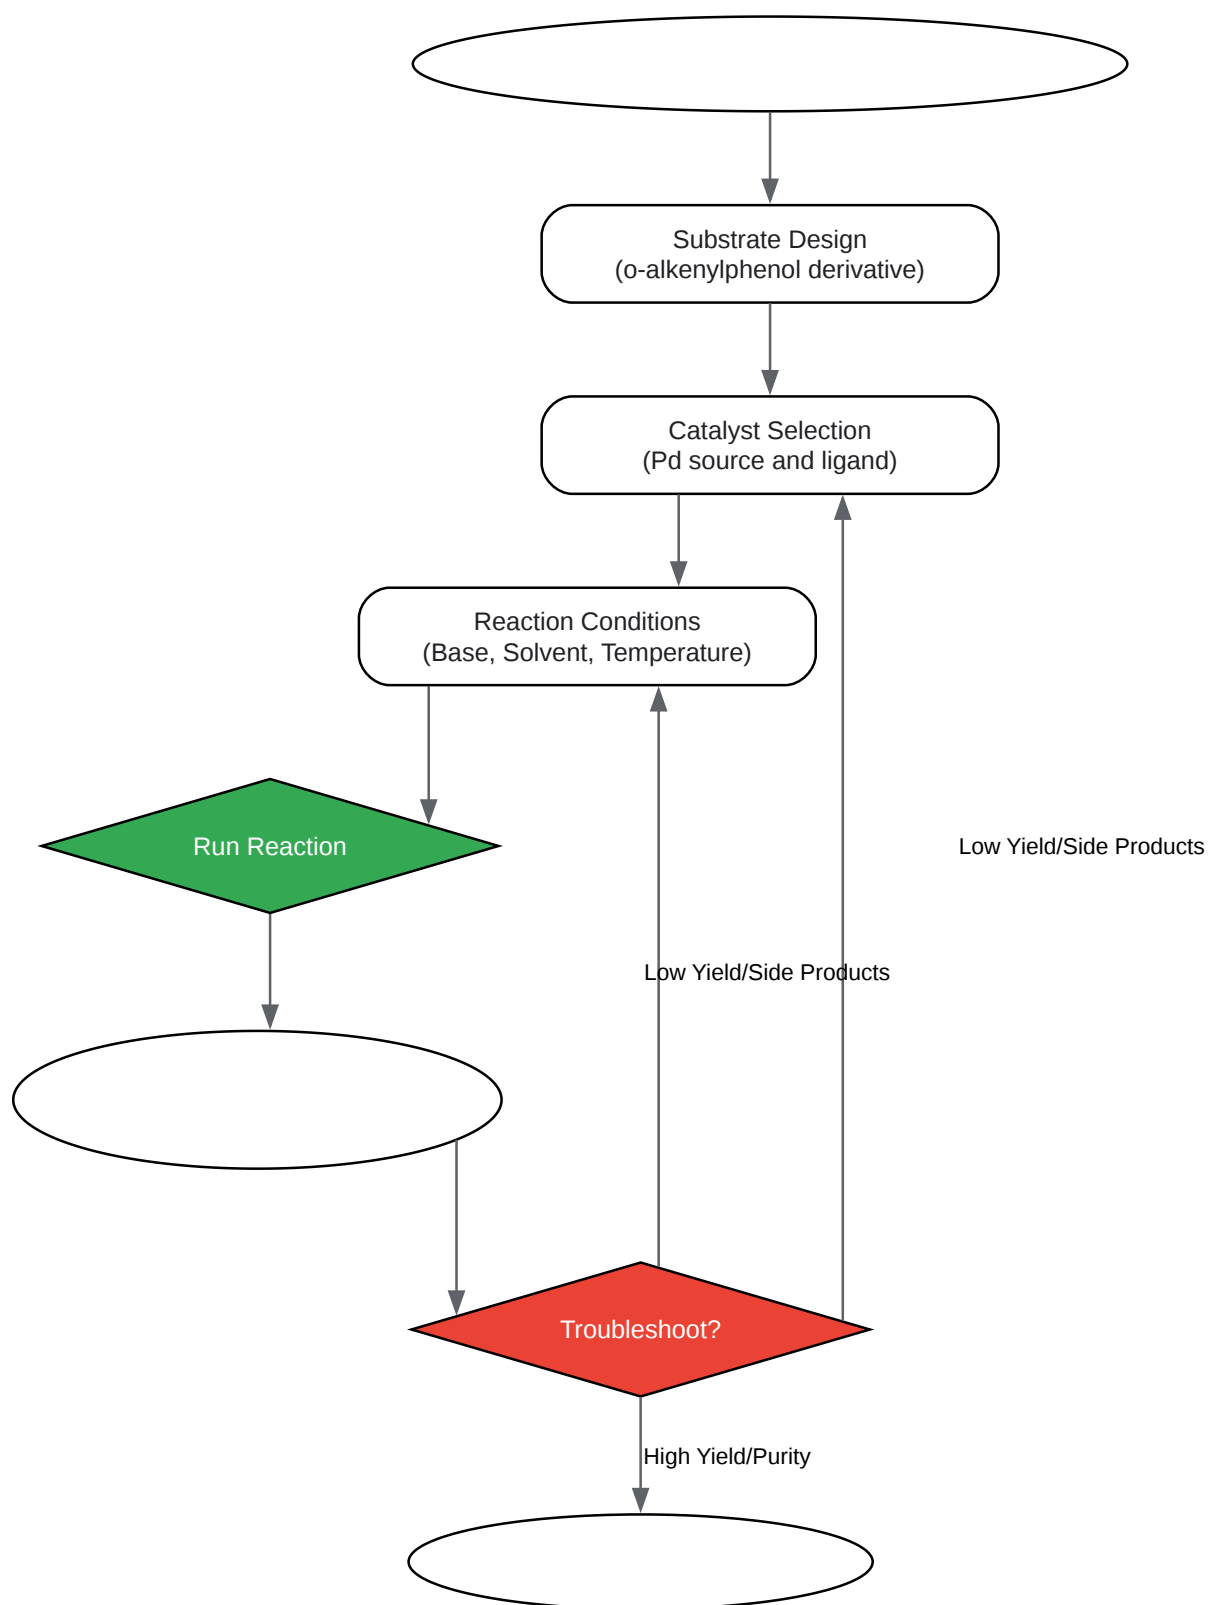 Substrate Design
(o-alkenylphenol derivative)
Catalyst Selection
(Pd source and ligand)
Reaction Conditions
(Base, Solvent, Temperature)
Run Reaction
Low Yield/Side Products
Low Yield/Side Products
Troubleshoot?
High Yield/Purity